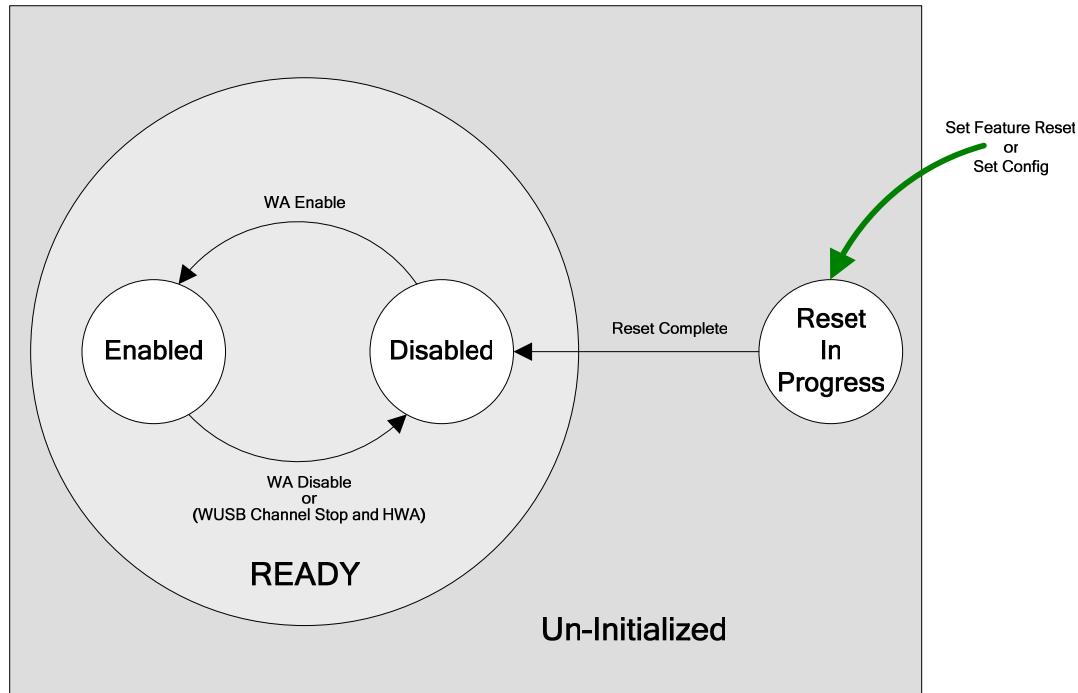 Set Feature Reset
or
Set Config
WA Enable
Enabled
Disabled
Reset Complete
Reset
In
Progress
WA Disable
or
(WUSB Channel Stop and HWA)
READY
Un-Initialized